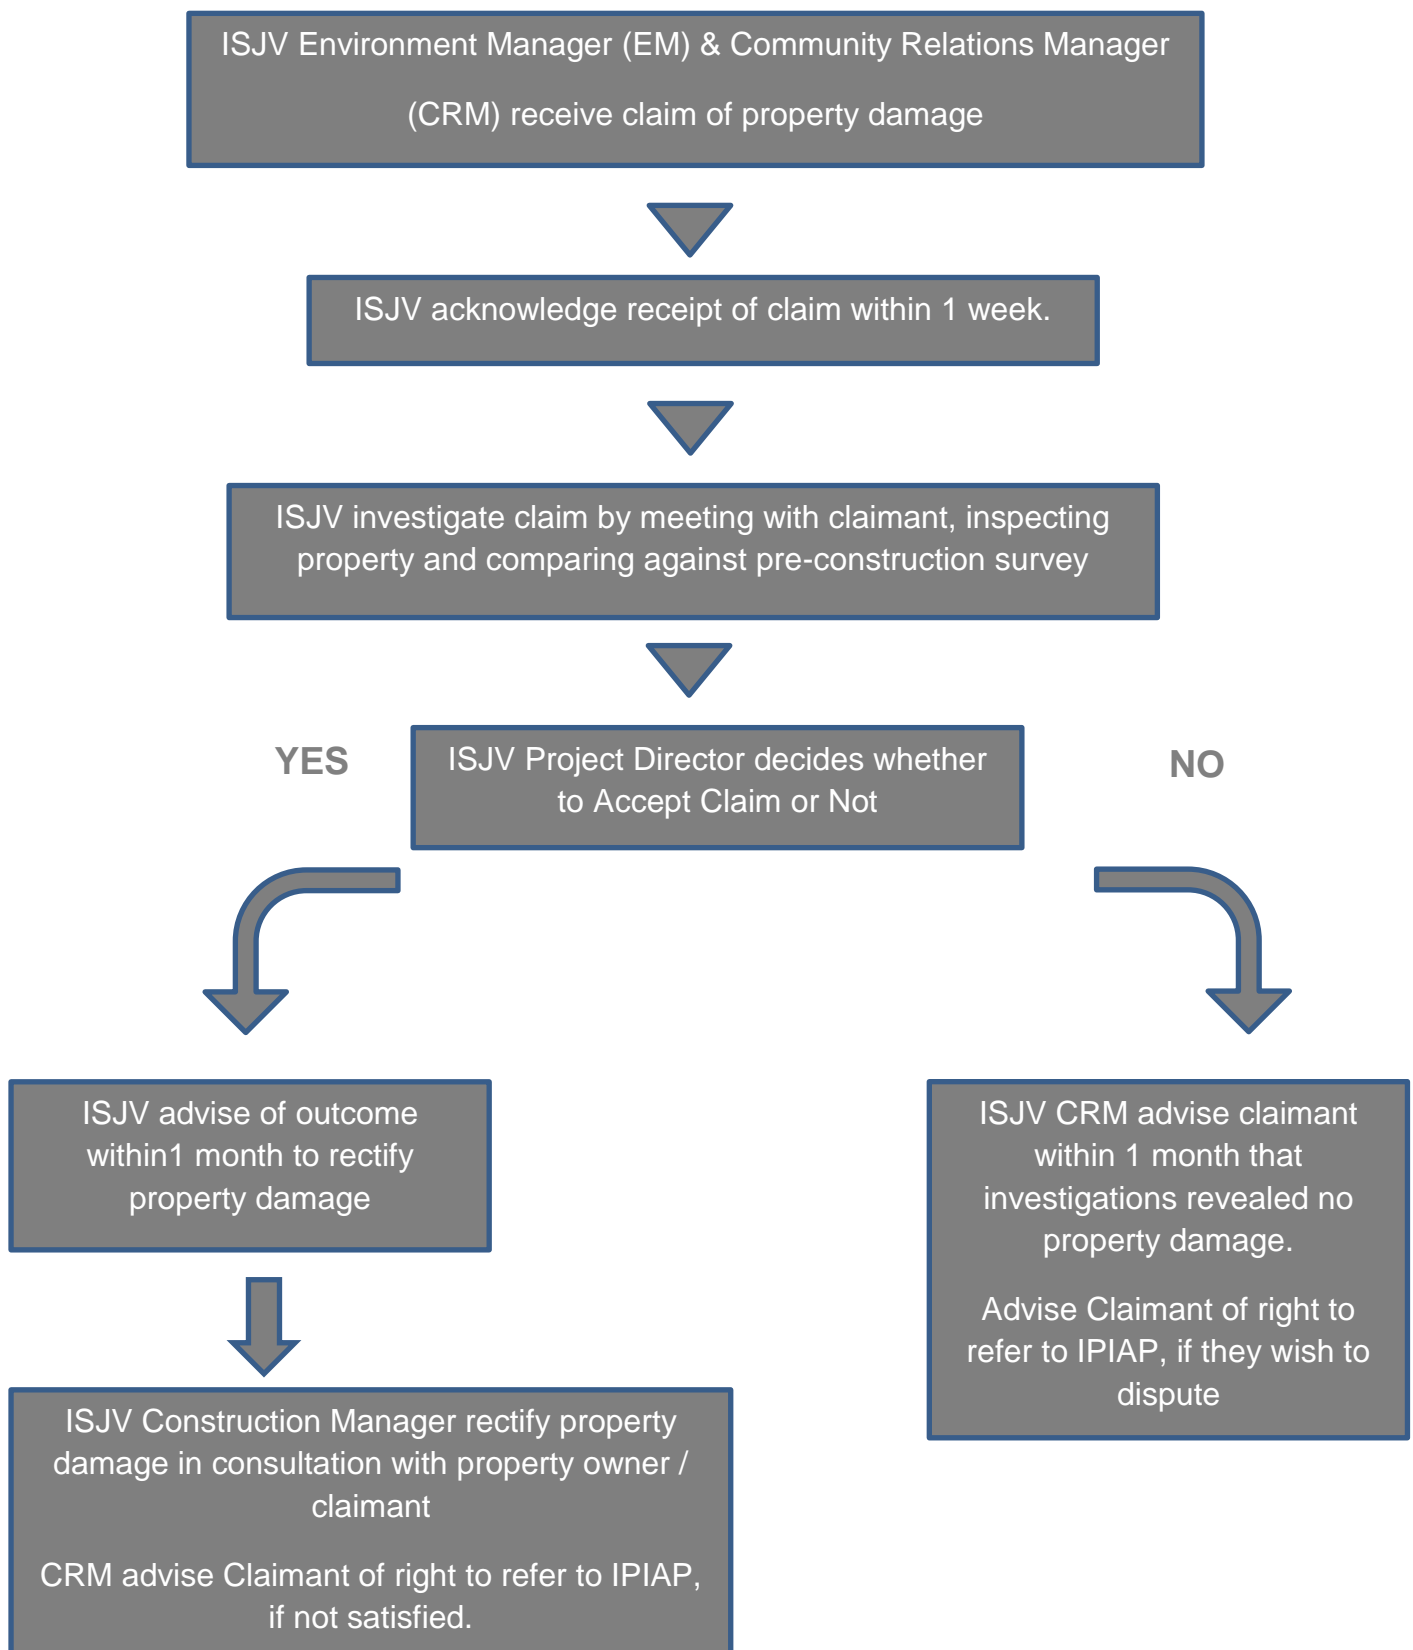 ISJV Environment Manager (EM) & Community Relations Manager
(CRM) receive claim of property damage
ISJV acknowledge receipt of claim within 1 week.
ISJV investigate claim by meeting with claimant, inspecting
property and comparing against pre-construction survey
YES
ISJV Project Director decides whether
to Accept Claim or Not
NO
ISJV advise of outcome
within1 month to rectify
property damage
ISJV CRM advise claimant
within 1 month that
investigations revealed no
property damage.
Advise Claimant of right to
refer to IPIAP, if they wish to
dispute
ISJV Construction Manager rectify property
damage in consultation with property owner /
claimant
CRM advise Claimant of right to refer to IPIAP,
if not satisfied.